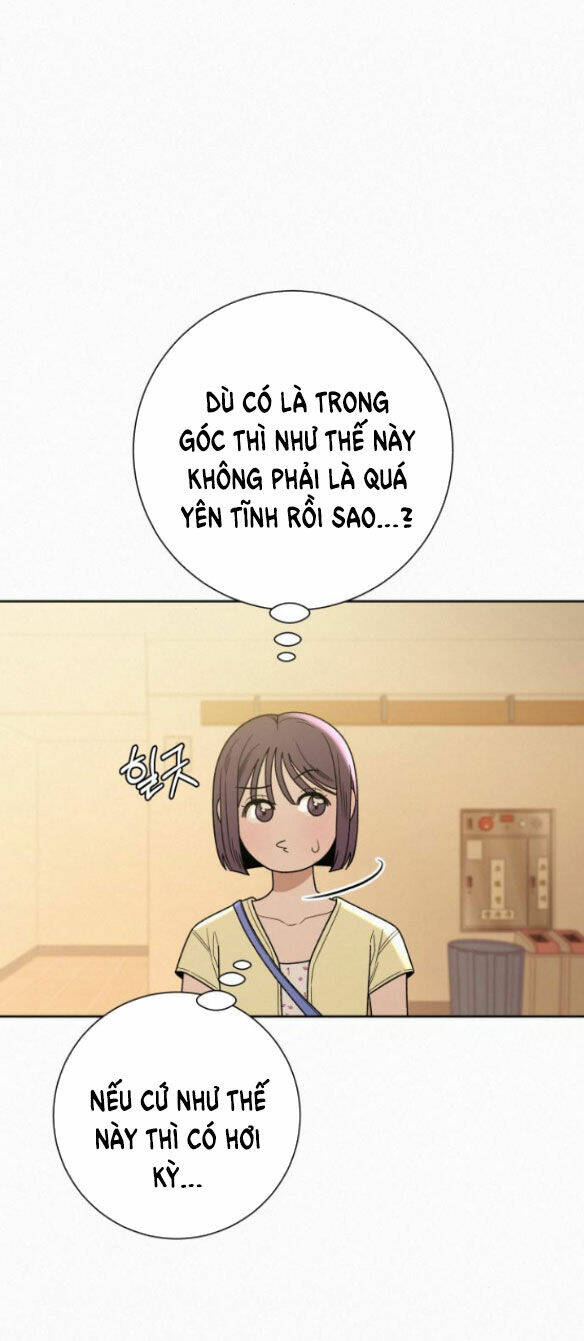 DÙ CÓ LÀ TRONG
GÓC THÌ NHƯ THẾ NÀY
KHÔNG PHẢI LÀ QUÁ
YÊN TĨNH RỒI SAO...?
힐긋
NẾU CỨ NHƯ THẾ
NÀY THÌ CÓ HƠI
KỲ...